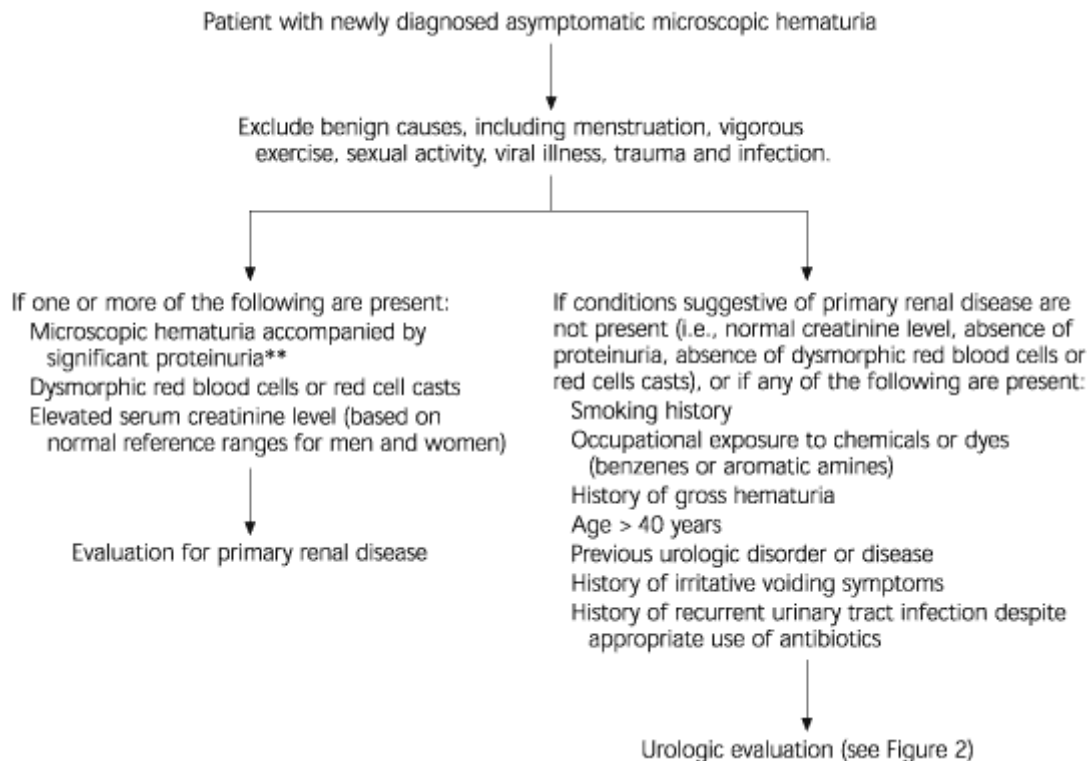 Patient with newly diagnosed asymptomatic microscopic hematuria
Exclude benign causes, including menstruation, vigorous
exercise, sexual activity, viral illness, trauma and infection.
If one or more of the following are present:
Microscopic hematuria accompanied by
significant proteinuria**
Dysmorphic red blood cells or red cell casts
Elevated serum creatinine level (based on
normal reference ranges for men and women)
Evaluation for primary renal disease
If conditions suggestive of primary renal disease are
not present (i.e., normal creatinine level, absence of
proteinuria, absence of dysmorphic red blood cells or
red cells casts), or if any of the following are present:
Smoking history
Occupational exposure to chemicals or dyes
(benzenes or aromatic amines)
History of gross hematuria
Age > 40 years
Previous urologic disorder or disease
History of irritative voiding symptoms
History of recurrent urinary tract infection despite
appropriate use of antibiotics
Urologic evaluation (see Figure 2)